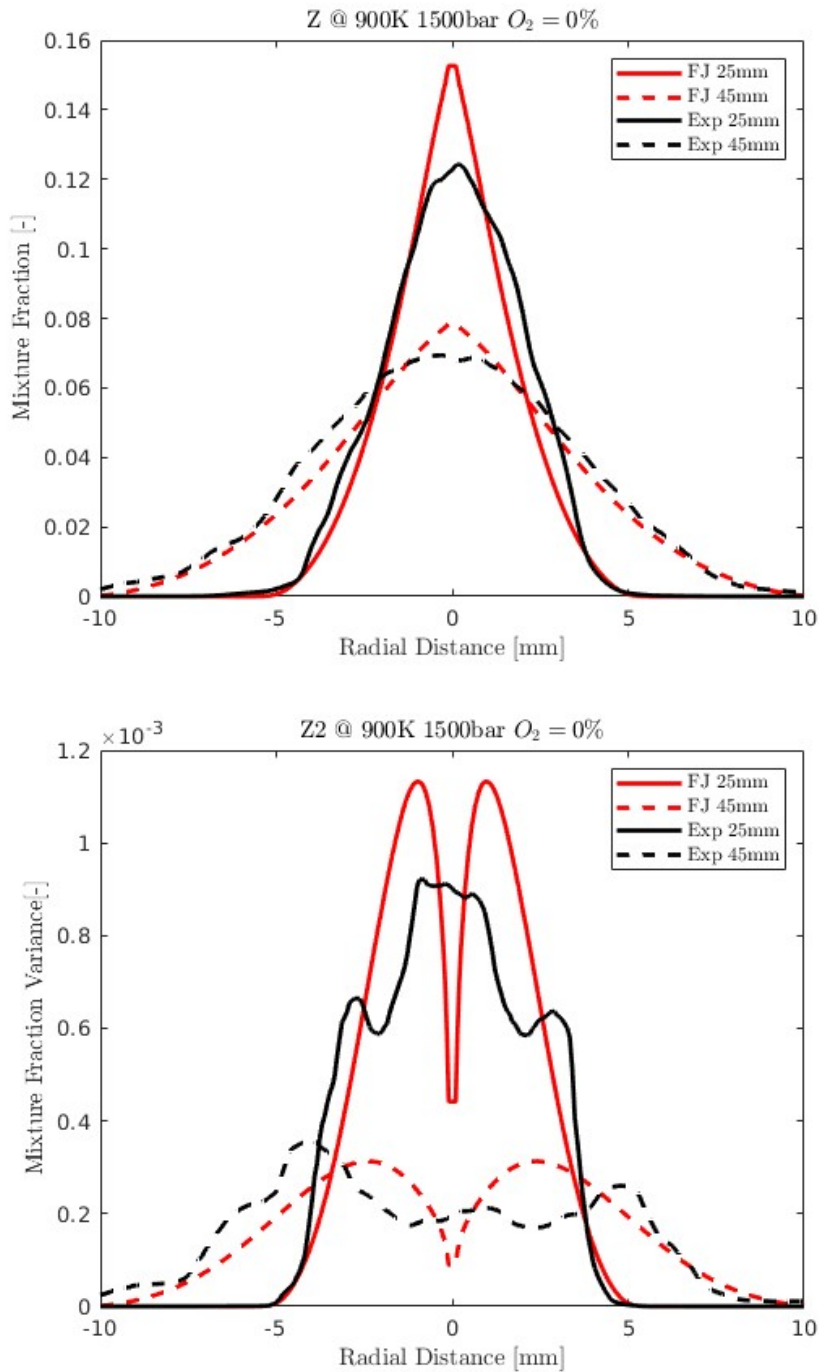 Z @ 900K 1500bar O₂ = 0%
0.16
0.14
0.12
0.1
0.08
0.06
0.04
0.02
0
Mixture Fraction [-]
FJ 25mm
FJ 45mm
Exp 25mm
Exp 45mm
-10
-5
0
5
10
Radial Distance [mm]
×10⁻³
Z2 @ 900K 1500bar O₂ = 0%
1.2
1
0.8
0.6
0.4
0.2
0
Mixture Fraction Variance[-]
FJ 25mm
FJ 45mm
Exp 25mm
Exp 45mm
-10
-5
0
5
10
Radial Distance [mm]